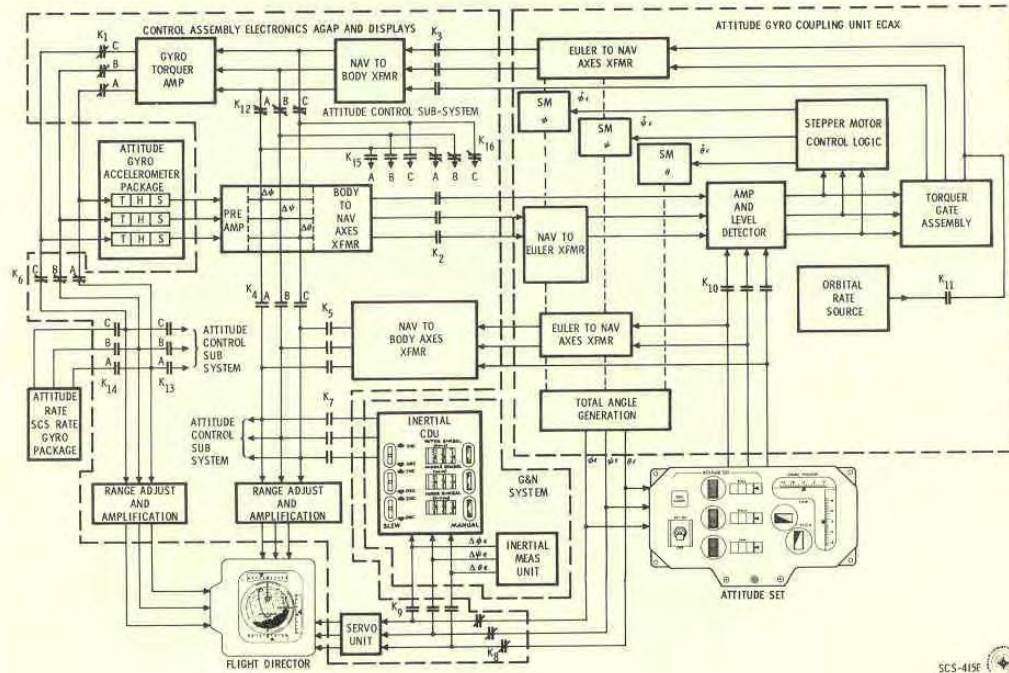 CONTROL ASSEMBLY ELECTRONICS AGAP AND DISPLAYS
ATTITUDE GYRO COUPLING UNIT ECAX
K1
C
B
A
GYRO
TORQUER
AMP
NAV
TO
BODY XFMR
K3
EULER TO NAV
AXES XFMR
K12
A
B
C
ATTITUDE CONTROL SUB-SYSTEM
K16
K15
A B C A B C
SM
SM
SM
STEPPER MOTOR
CONTROL LOGIC
ATTITUDE
GYRO
ACCELEROMETER
PACKAGE
T H S
T H S
T H S
PRE
AMP
Δϕ
Δψ
Δθ
BODY
TO
NAV
AXES
XFMR
K2
NAV TO
EULER XFMR
AMP
AND
LEVEL
DETECTOR
TORQUER
GATE
ASSEMBLY
K6
C B A
K4
A B C
K5
K10
ORBITAL
RATE
SOURCE
K11
NAV TO
BODY AXES
XFMR
EULER TO NAV
AXES XFMR
C C
B B
A A
K14
K13
ATTITUDE
CONTROL
SUB
SYSTEM
ATTITUDE
RATE
SCS RATE
GYRO
PACKAGE
K7
ATTITUDE
CONTROL
SUB
SYSTEM
INERTIAL
CDU
SLEW
MANUAL
G&N
SYSTEM
TOTAL ANGLE
GENERATION
RANGE ADJUST
AND
AMPLIFICATION
RANGE ADJUST
AND
AMPLIFICATION
INERTIAL
MEAS
UNIT
ATTITUDE SET
K9
SERVO
UNIT
K8
FLIGHT DIRECTOR
SCS-415F